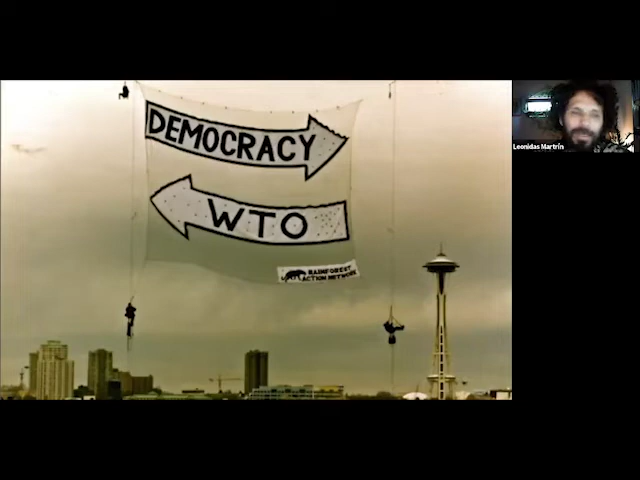 DEMOCRACY
WTO
RAINFOREST
ACTION NETWORK
Leonidas Martrín